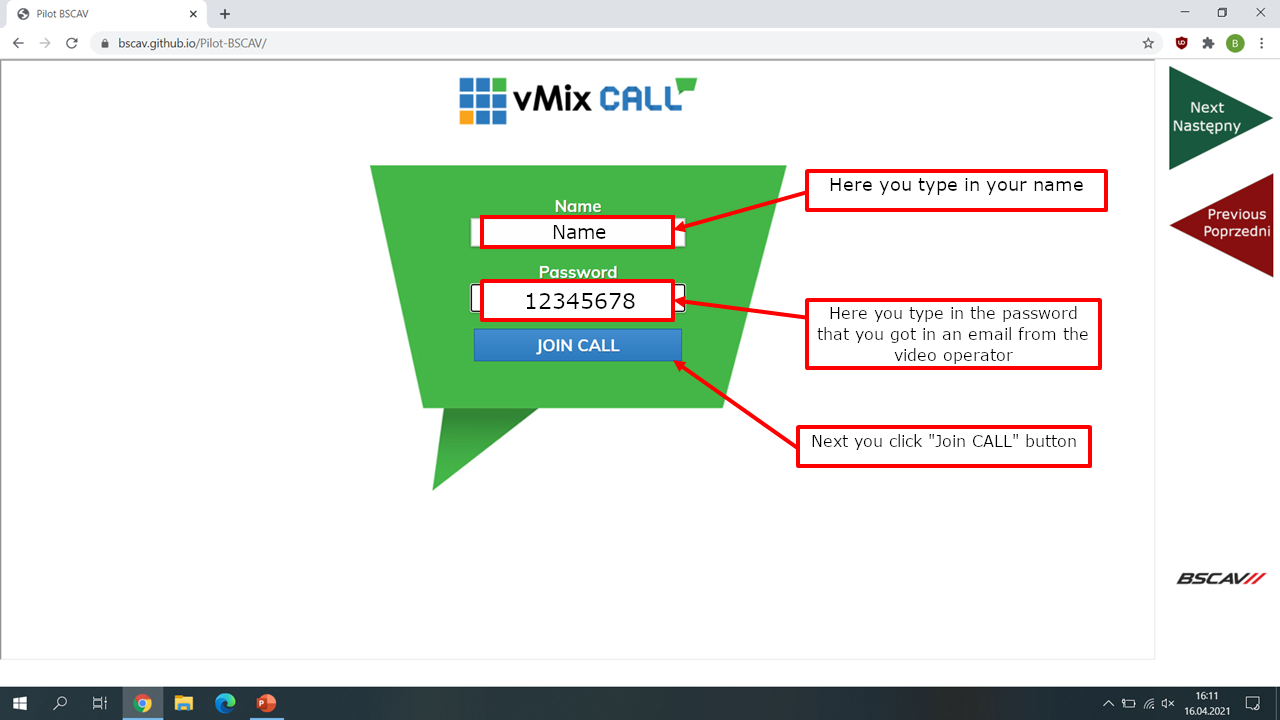 Pilot BSCAV
bscav.github.io/Pilot-BSCAV/
B
vMix CALL
Next
Następny
Here you type in your name
Previous
Poprzedni
Name
Name
Password
12345678
Here you type in the password
that you got in an email from the
video operator
JOIN CALL
Next you click "Join CALL" button
BSCAV
16:11
16.04.2021